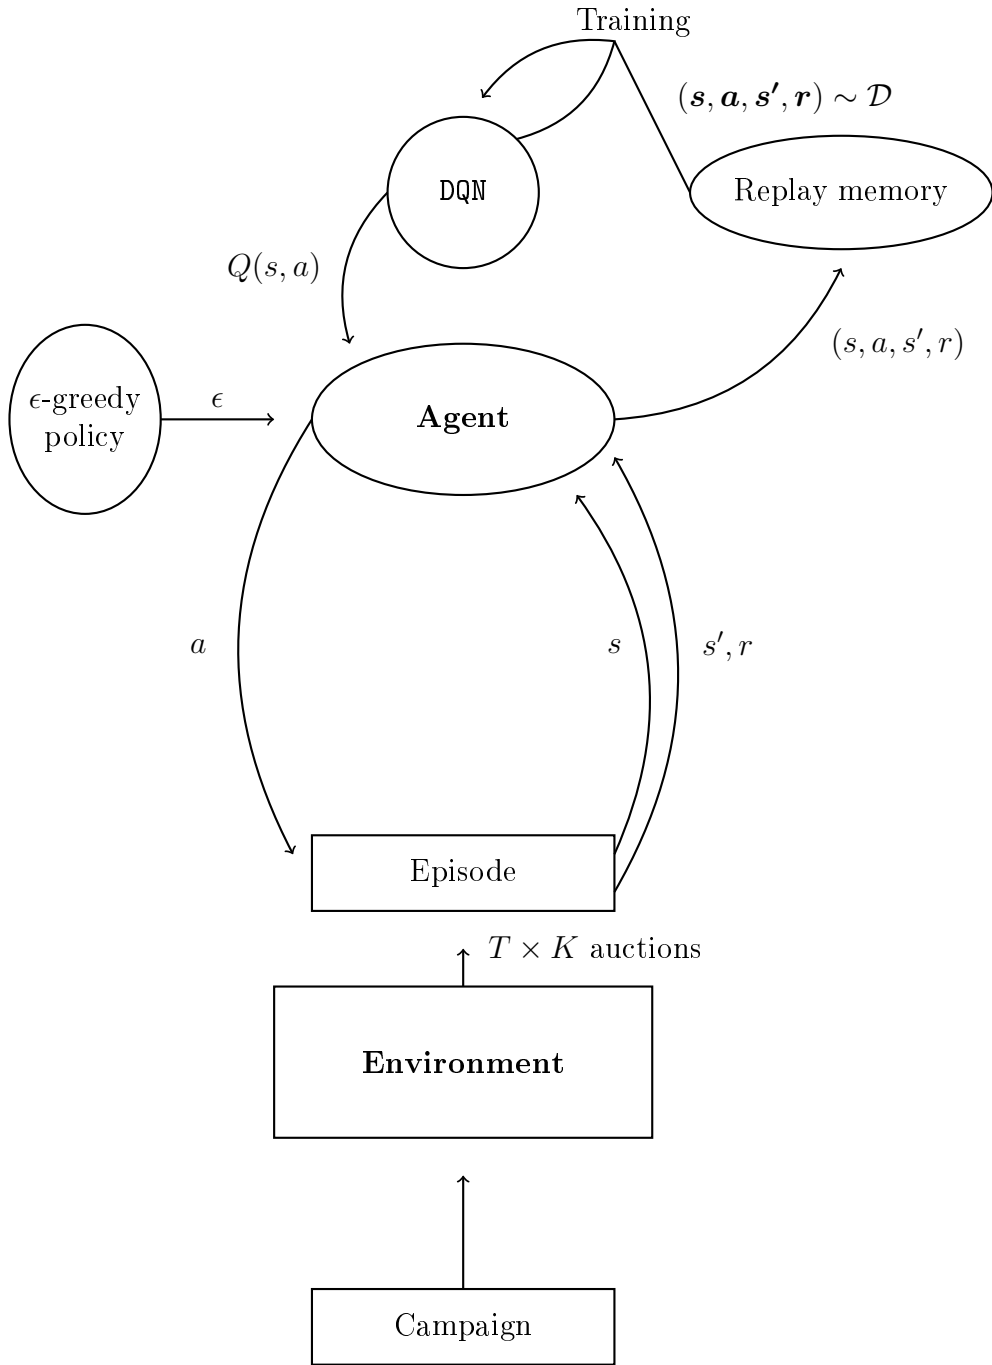 Training
(s, a, s′, r) ∼ 𝒟
DQN
Replay memory
Q(s, a)
(s, a, s′, r)
ϵ-greedy
policy
ϵ
Agent
a
s
s′, r
Episode
T × K auctions
Environment
Campaign